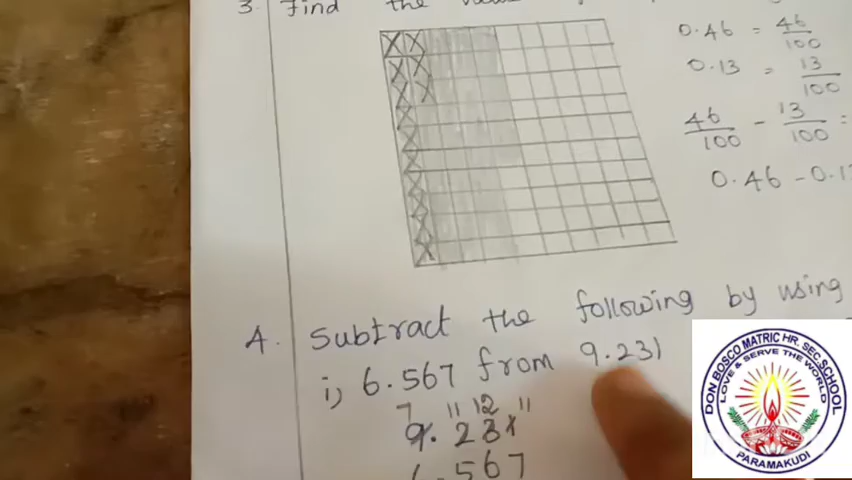 3. Find the
0.46 = 46/100
0.13 = 13/100
46/100 - 13/100 =
0.46 - 0.1
4. Subtract the following by using
i) 6.567 from 9.231
11 12 11
9.231
.567
DON BOSCO MATRIC HR. SEC. SCHOOL
LOVE & SERVE THE WORLD
PARAMAKUDI